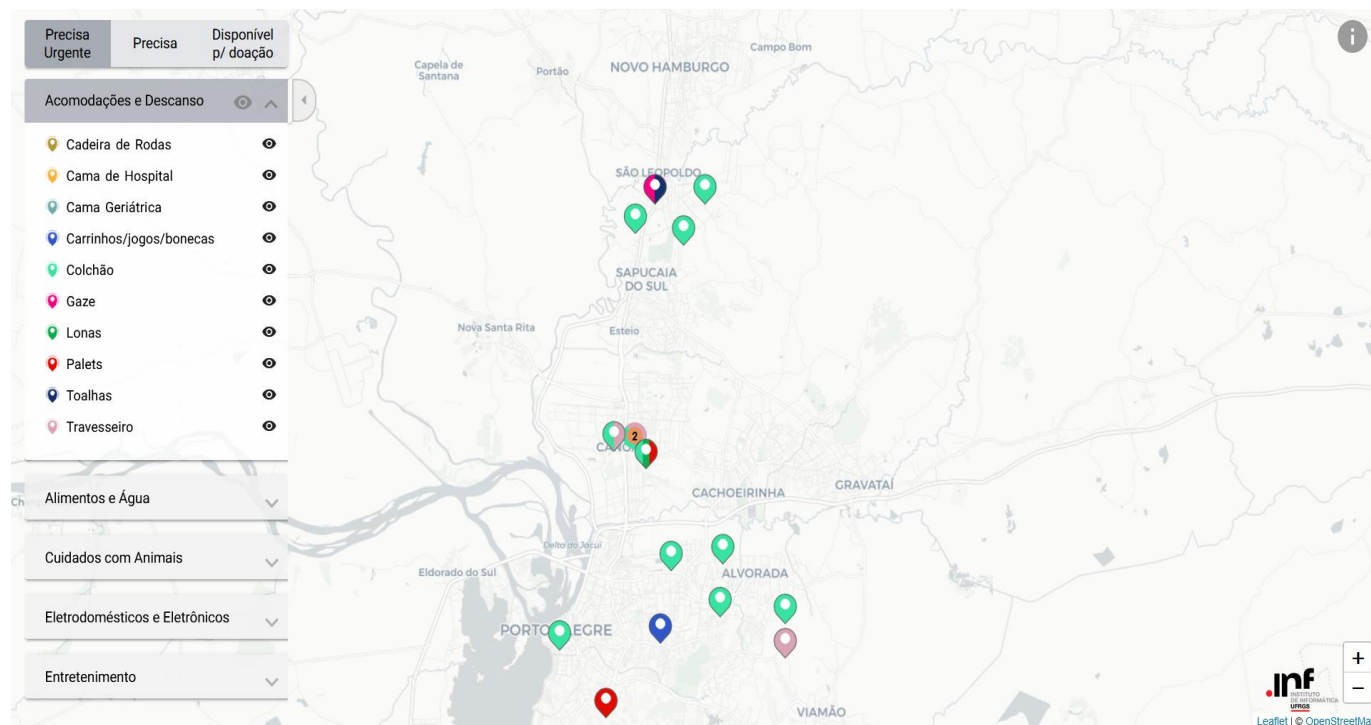 Precisa
Urgente
Precisa
Disponível
p/ doação
Acomodações e Descanso
Cadeira de Rodas
Cama de Hospital
Cama Geriátrica
Carrinhos/jogos/bonecas
Colchão
Gaze
Lonas
Palets
Toalhas
Travesseiro
Alimentos e Água
Cuidados com Animais
Eletrodomésticos e Eletrônicos
Entretenimento
i
Campo Bom
Capela de
Santana
Portão
NOVO HAMBURGO
SÃO LEOPOLDO
SAPUCAIA
DO SUL
Nova Santa Rita
Esteio
2
CACHOEIRINHA
GRAVATAÍ
Delta do Jacuí
Eldorado do Sul
ALVORADA
VIAMÃO
+
−
.inf
INSTITUTO
DE INFORMÁTICA
UFRGS
Leaflet | © OpenStreetMa